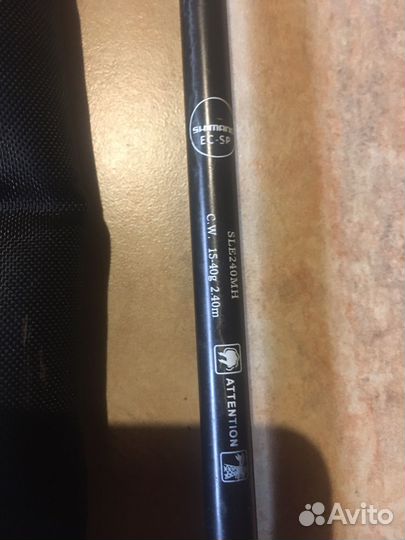 SHIMANO
EC-SP
SLE240MH
C.W. 15-40g 2.40m
ATTENTION
Avito